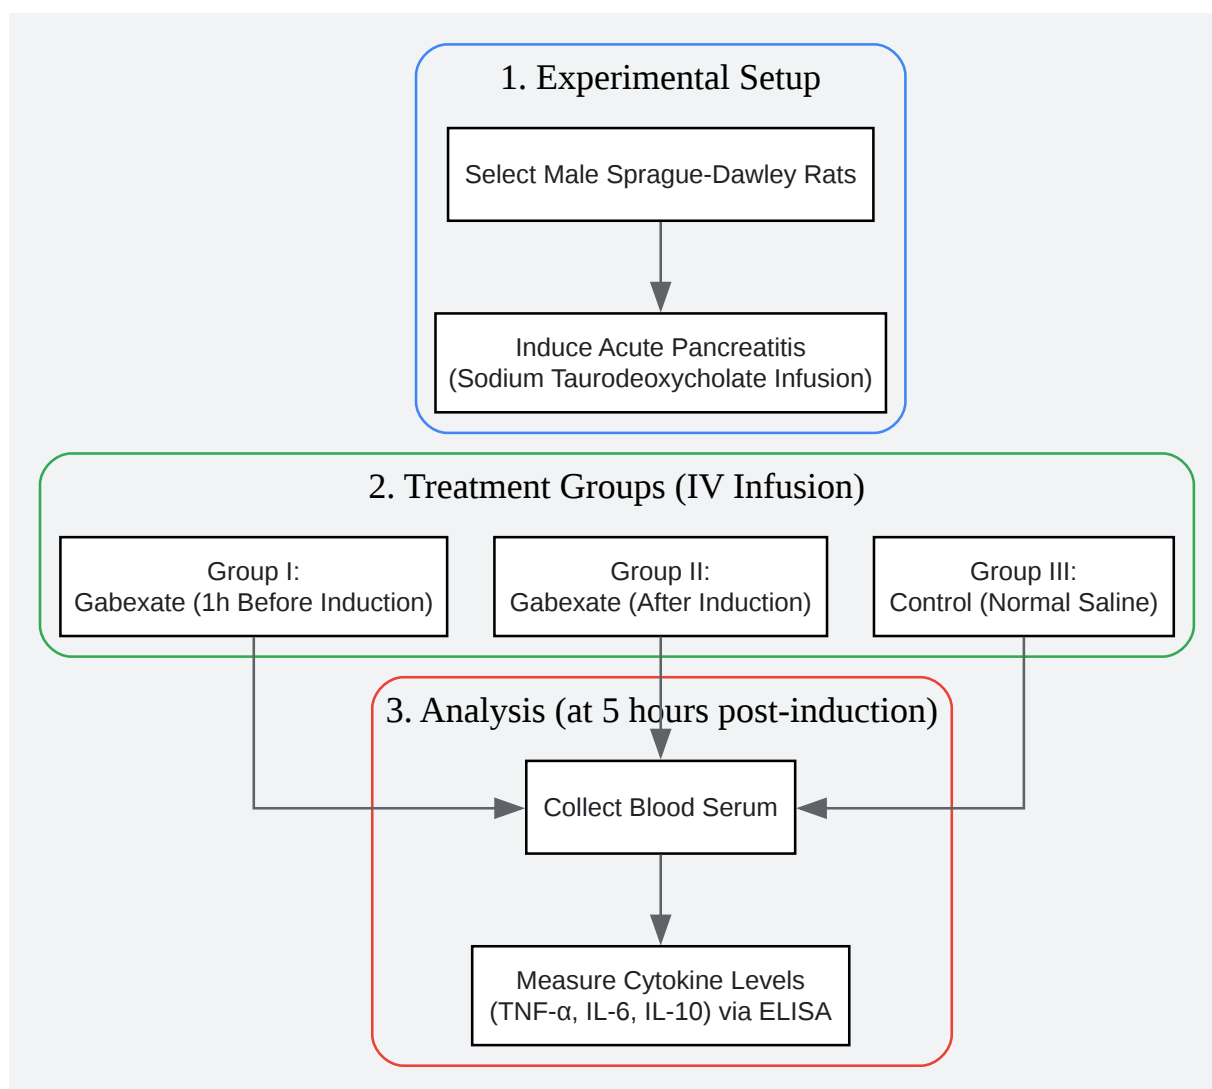 1. Experimental Setup
Select Male Sprague-Dawley Rats
Induce Acute Pancreatitis
(Sodium Taurodeoxycholate Infusion)
2. Treatment Groups (IV Infusion)
Group I:
Gabexate (1h Before Induction)
Group II:
Gabexate (After Induction)
Group III:
Control (Normal Saline)
3. Analysis (at 5 hours post-induction)
Collect Blood Serum
Measure Cytokine Levels
(TNF-α, IL-6, IL-10) via ELISA